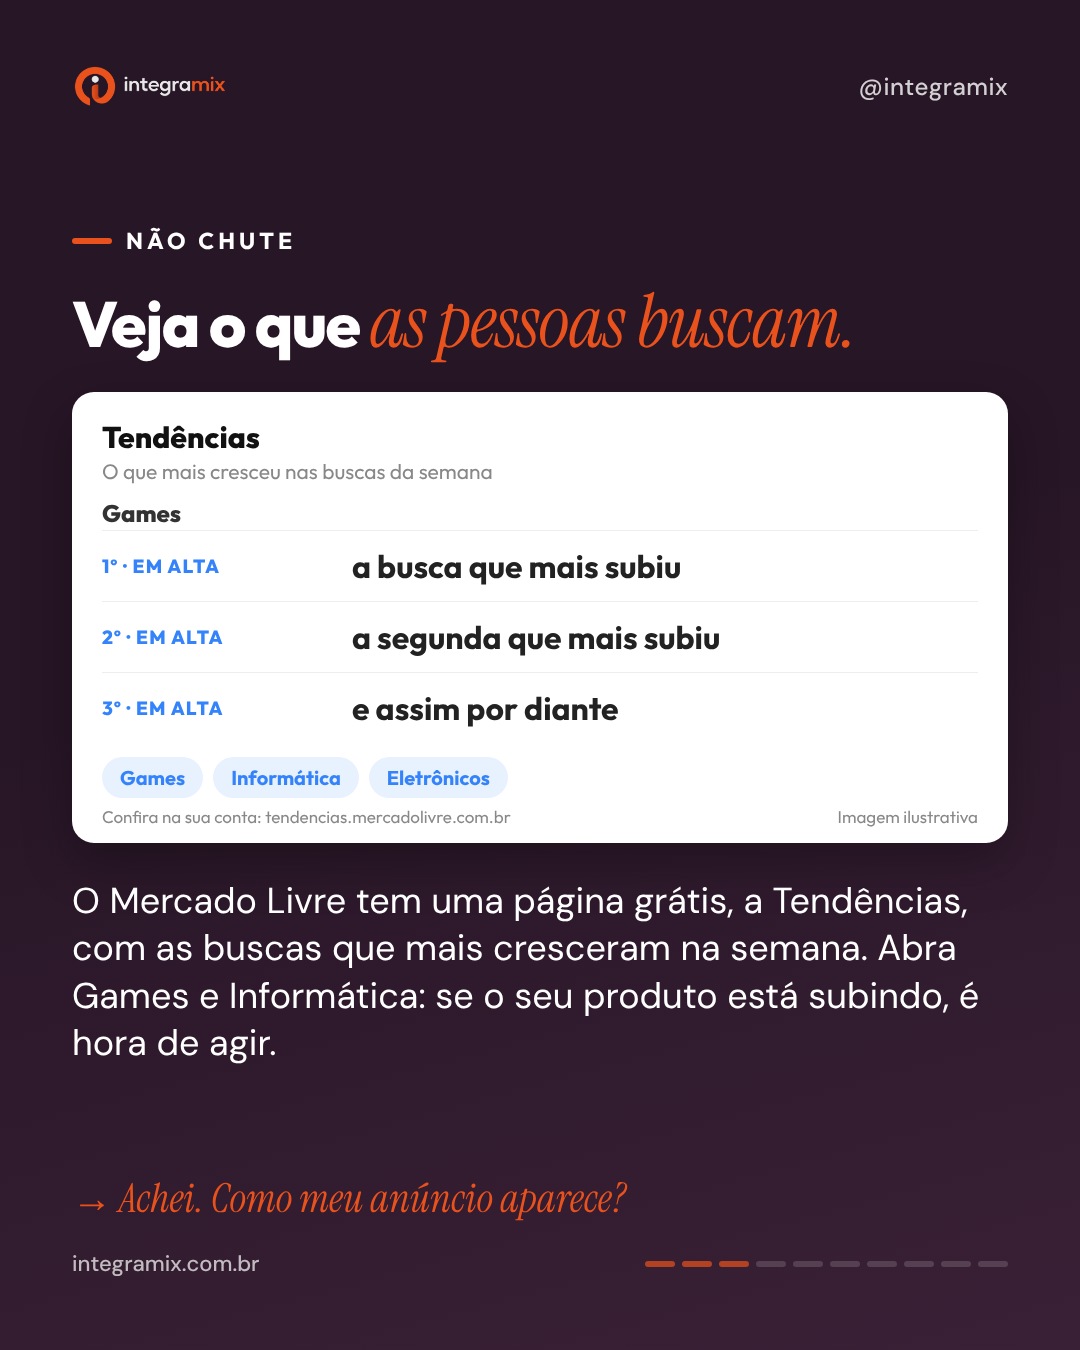 integramix
@integramix
NÃO CHUTE
Veja o que as pessoas buscam.
Tendências
O que mais cresceu nas buscas da semana
Games
1º · EM ALTA a busca que mais subiu
2º · EM ALTA a segunda que mais subiu
3º · EM ALTA e assim por diante
Games Informática Eletrônicos
Confira na sua conta: tendencias.mercadolivre.com.br Imagem ilustrativa
O Mercado Livre tem uma página grátis, a Tendências,
com as buscas que mais cresceram na semana. Abra
Games e Informática: se o seu produto está subindo, é
hora de agir.
→ Achei. Como meu anúncio aparece?
integramix.com.br